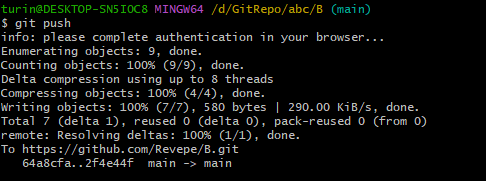 turin@DESKTOP-SN5IOC8 MINGW64 /d/GitRepo/abc/B (main)
$ git push
info: please complete authentication in your browser...
Enumerating objects: 9, done.
Counting objects: 100% (9/9), done.
Delta compression using up to 8 threads
Compressing objects: 100% (4/4), done.
Writing objects: 100% (7/7), 580 bytes | 290.00 KiB/s, done.
Total 7 (delta 1), reused 0 (delta 0), pack-reused 0 (from 0)
remote: Resolving deltas: 100% (1/1), done.
To https://github.com/Revepe/B.git
   64a8cfa..2f4e44f  main -> main